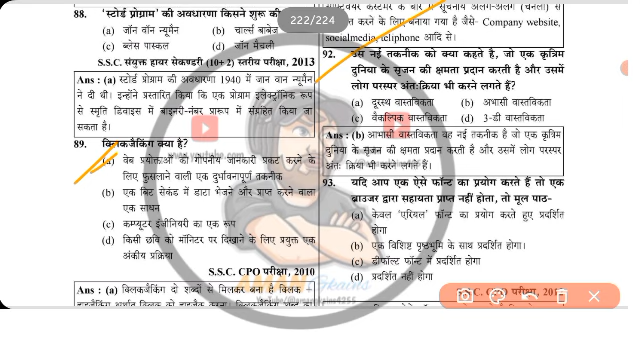 88. 'स्टोर्ड प्रोग्राम' की अवधारणा किसने शुरू की
(a) जॉन वॉन न्यूमैन (b) चार्ल्स बाबेज
(c) ब्लेस पास्कल (d) जॉन मैचली
S.S.C. संयुक्त हायर सेकण्डरी (10+2) स्तरीय परीक्षा, 2013
Ans : (a) स्टोर्ड प्रोग्राम की अवधारणा 1940 में जान वान न्यूमैन
ने दी थी। इन्होंने प्रस्तावित किया कि एक प्रोग्राम इलेक्ट्रॉनिक रूप
से स्मृति डिवाइस में बाइनरी-नंबर प्रारूप में संग्रहित किया जा
सकता है।
89. क्लिकजैकिंग क्या है?
(a) वेब प्रयोक्ताओं को गोपनीय जानकारी प्रकट करने के
लिए फुसलाने वाली एक दुर्भावनापूर्ण तकनीक
(b) एक बिट सेकंड में डाटा भेजने और प्राप्त करने वाला
एक साधन
(c) कम्प्यूटर इंजीनियरी का एक रूप
(d) किसी छवि को मॉनिटर पर दिखाने के लिए प्रयुक्त एक
अंकीय प्रक्रिया
S.S.C. CPO परीक्षा, 2010
Ans : (a) क्लिकजैकिंग दो शब्दों से मिलकर बना है क्लिक +
222/224
करने के लिए बनाया गया है जैसे- Company website,
socialmedia, teliphone आदि से।
92. उस नई तकनीक को क्या कहते है, जो एक कृत्रिम
दुनिया के सृजन की क्षमता प्रदान करती है और उसमें
लोग परस्पर अंत:क्रिया भी करने लगते हैं?
(a) दूरस्थ वास्तविकता (b) आभासी वास्तविकता
(c) वैकल्पिक वास्तविकता (d) 3-डी वास्तविकता
Ans : (b) आभासी वास्तविकता वह नई तकनीक है जो एक कृत्रिम
दुनिया के सृजन की क्षमता प्रदान करती है और उसमें लोग परस्पर
अंत: क्रिया भी करने लगते हैं।
93. यदि आप एक ऐसे फॉन्ट का प्रयोग करते हैं तो एक
ब्राउजर द्वारा सहायता प्राप्त नहीं होता, तो मूल पाठ-
(a) केवल 'एरियल' फॉन्ट का प्रयोग करते हुए प्रदर्शित
होगा
(b) एक विशिष्ट पृष्ठभूमि के साथ प्रदर्शित होगा।
(c) डीफॉल्ट फॉन्ट में प्रदर्शित होगा
(d) प्रदर्शित नही होगा